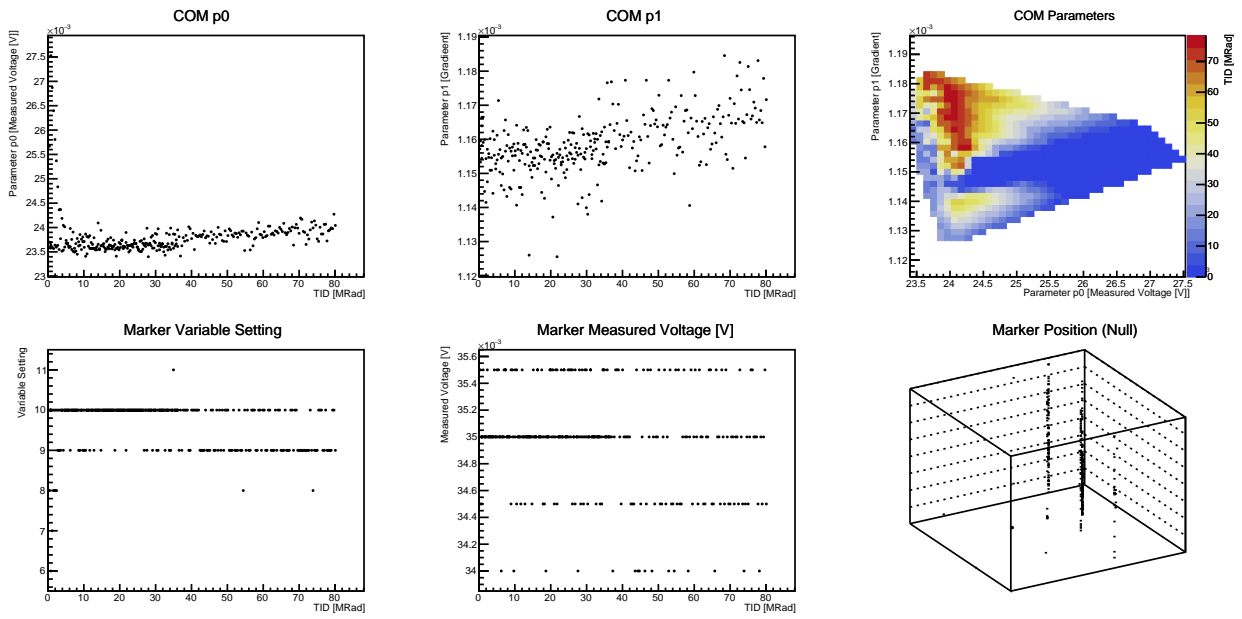 COM p0
×10⁻³
Parameter p0 [Measured Voltage [V]]
27.5
27
26.5
26
25.5
25
24.5
24
23.5
23
0 10 20 30 40 50 60 70 80
TID [MRad]
COM p1
×10⁻³
Parameter p1 [Gradieent]
1.19
1.18
1.17
1.16
1.15
1.14
1.13
1.12
0 10 20 30 40 50 60 70 80
TID [MRad]
COM Parameters
×10⁻³
Parameter p1 [Gradient]
1.19
1.18
1.17
1.16
1.15
1.14
1.13
1.12
23.5 24 24.5 25 25.5 26 26.5 27 27.5
Parameter p0 [Measured Voltage [V]]
TID [MRad]
70
60
50
40
30
20
10
0
Marker Variable Setting
Variable Setting
11
10
9
8
7
6
0 10 20 30 40 50 60 70 80
TID [MRad]
Marker Measured Voltage [V]
×10⁻³
Measured Voltage [V]
35.6
35.4
35.2
35
34.8
34.6
34.4
34.2
34
0 10 20 30 40 50 60 70 80
TID [MRad]
Marker Position (Null)